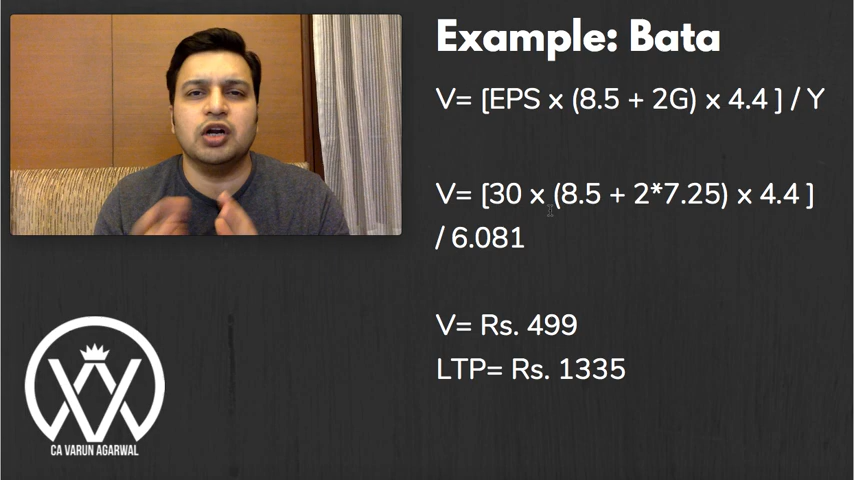 Example: Bata
V= [EPS x (8.5 + 2G) x 4.4 ] / Y
V= [30 x (8.5 + 2*7.25) x 4.4 ]
/ 6.081
V= Rs. 499
LTP= Rs. 1335
CA VARUN AGARWAL